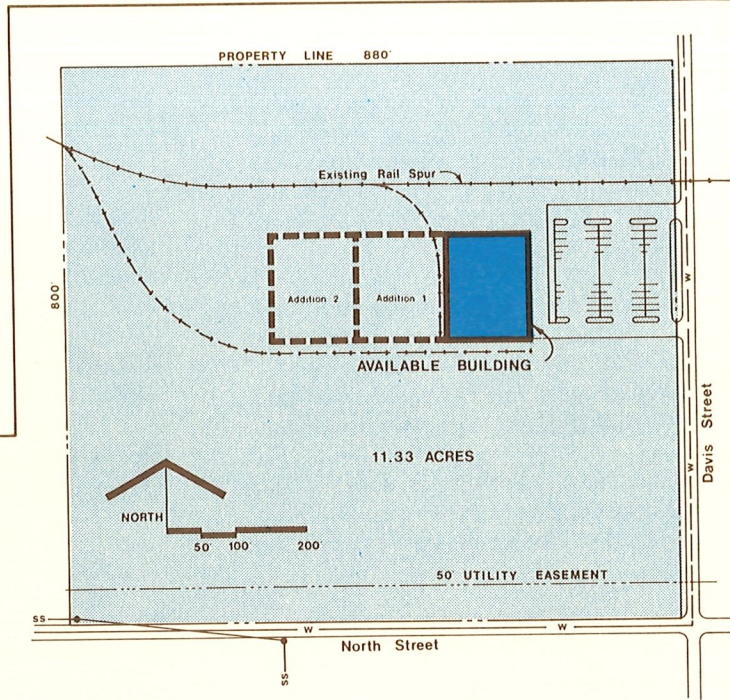 PROPERTY LINE 880'
Existing Rail Spur
800'
Addition 2
Addition 1
AVAILABLE BUILDING
W
11.33 ACRES
Davis Street
W
NORTH
50' 100' 200'
50' UTILITY EASEMENT
SS
W
W
North Street
SS